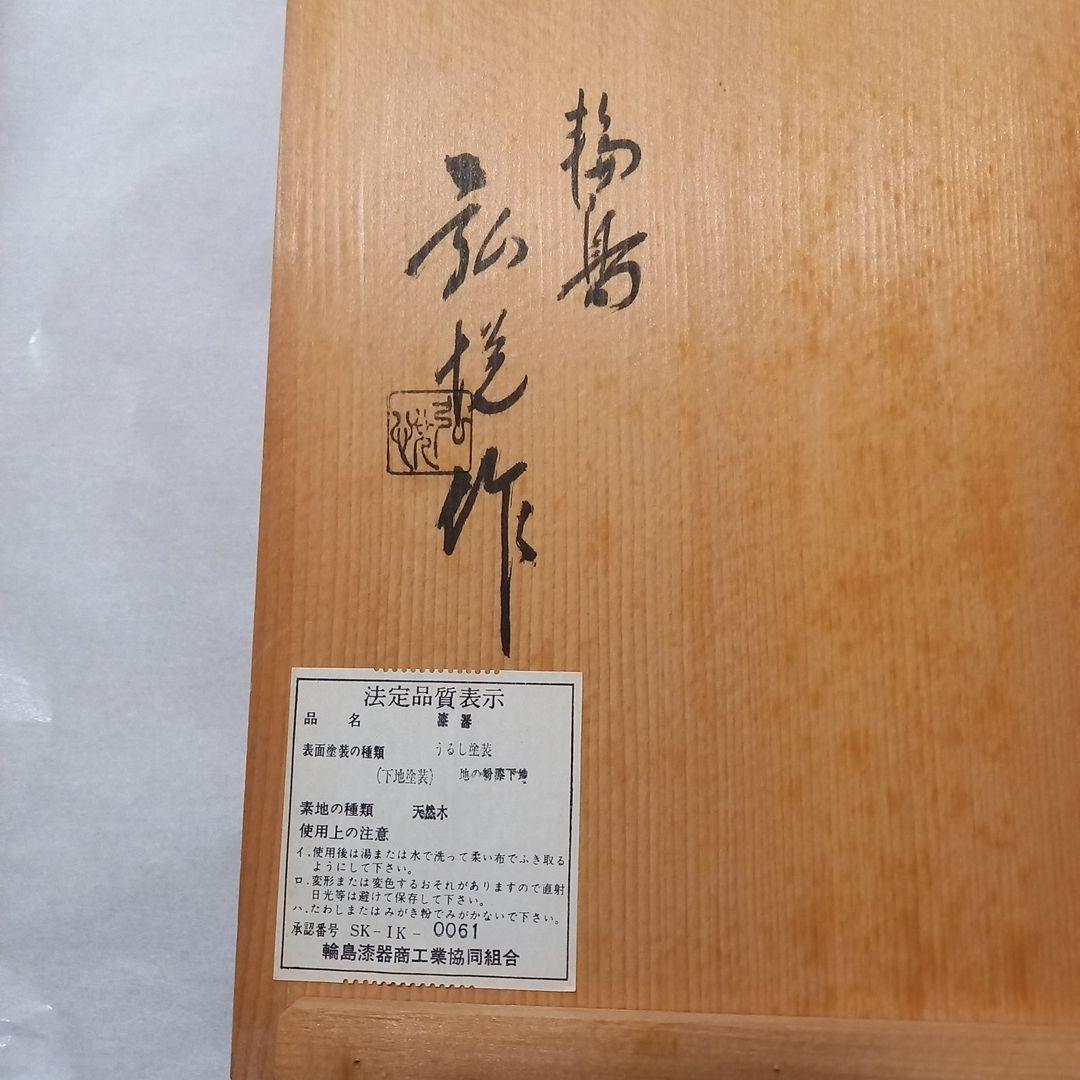 輪島
弘悦作
弘悦
法定品質表示
品 名 漆器
表面塗装の種類 うるし塗装
(下地塗装) 地の粉漆下地
素地の種類 天然木
使用上の注意
イ.使用後は湯または水で洗って柔い布でふき取る
ようにして下さい。
ロ.変形または変色するおそれがありますので直射
日光等は避けて保存して下さい。
ハ.たわしまたはみがき粉でみがかないで下さい。
承認番号 SK-IK-0061
輪島漆器商工業協同組合